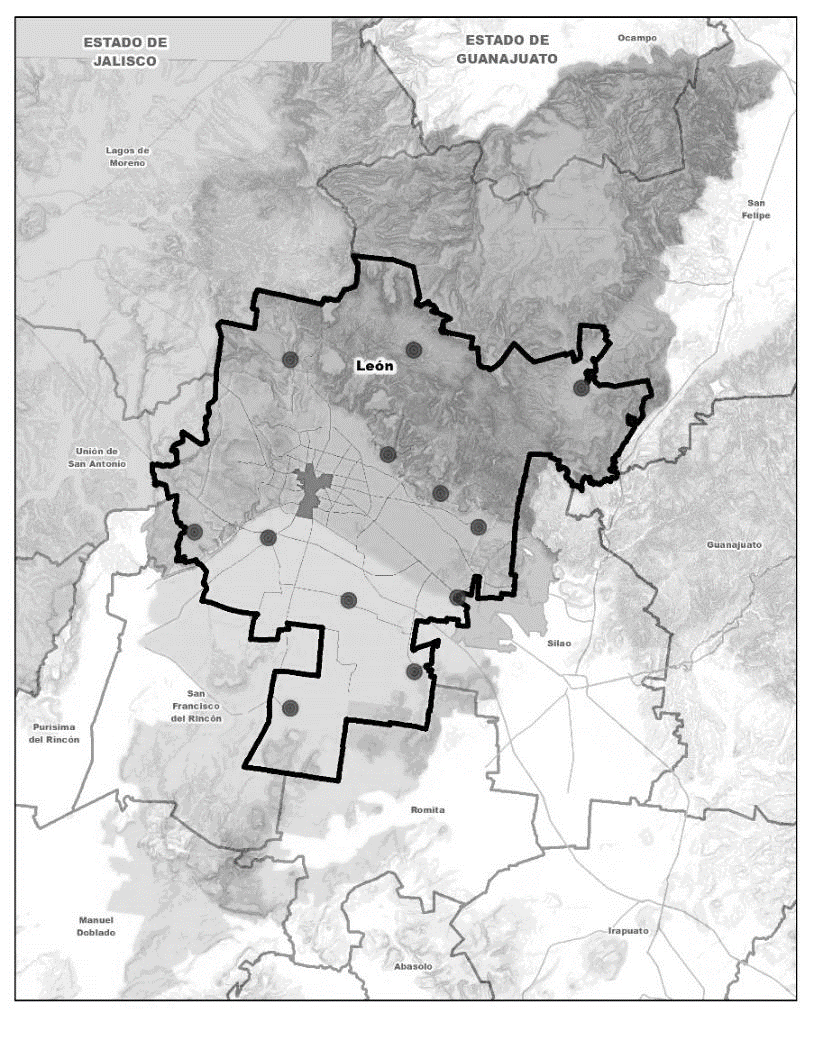 ESTADO DE
JALISCO
ESTADO DE
GUANAJUATO
Ocampo
Lagos de
Moreno
San
Felipe
León
Unión de
San Antonio
Guanajuato
Silao
San
Francisco
del Rincón
Purísima
del Rincón
Romita
Manuel
Doblado
Irapuato
Abasolo